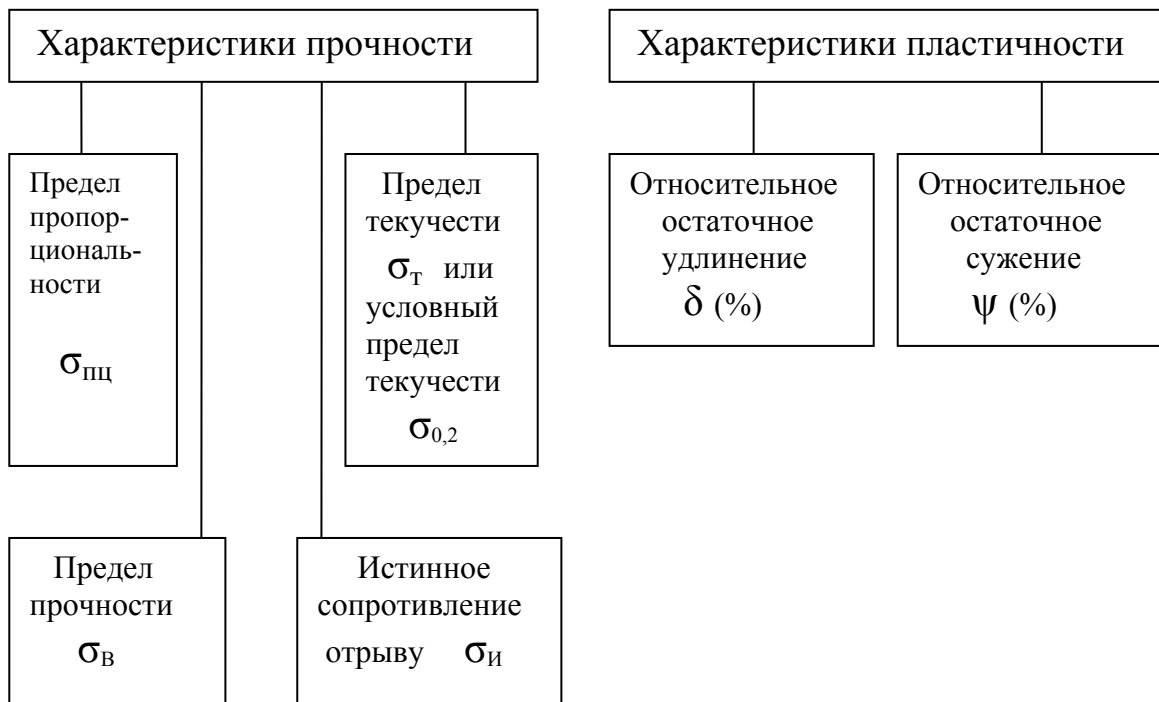 Характеристики прочности
Характеристики пластичности
Предел
пропор-
циональ-
ности
σпц
Предел
текучести
σт или
условный
предел
текучести
σ0,2
Относительное
остаточное
удлинение
δ (%)
Относительное
остаточное
сужение
ψ (%)
Предел
прочности
σВ
Истинное
сопротивление
отрыву σИ